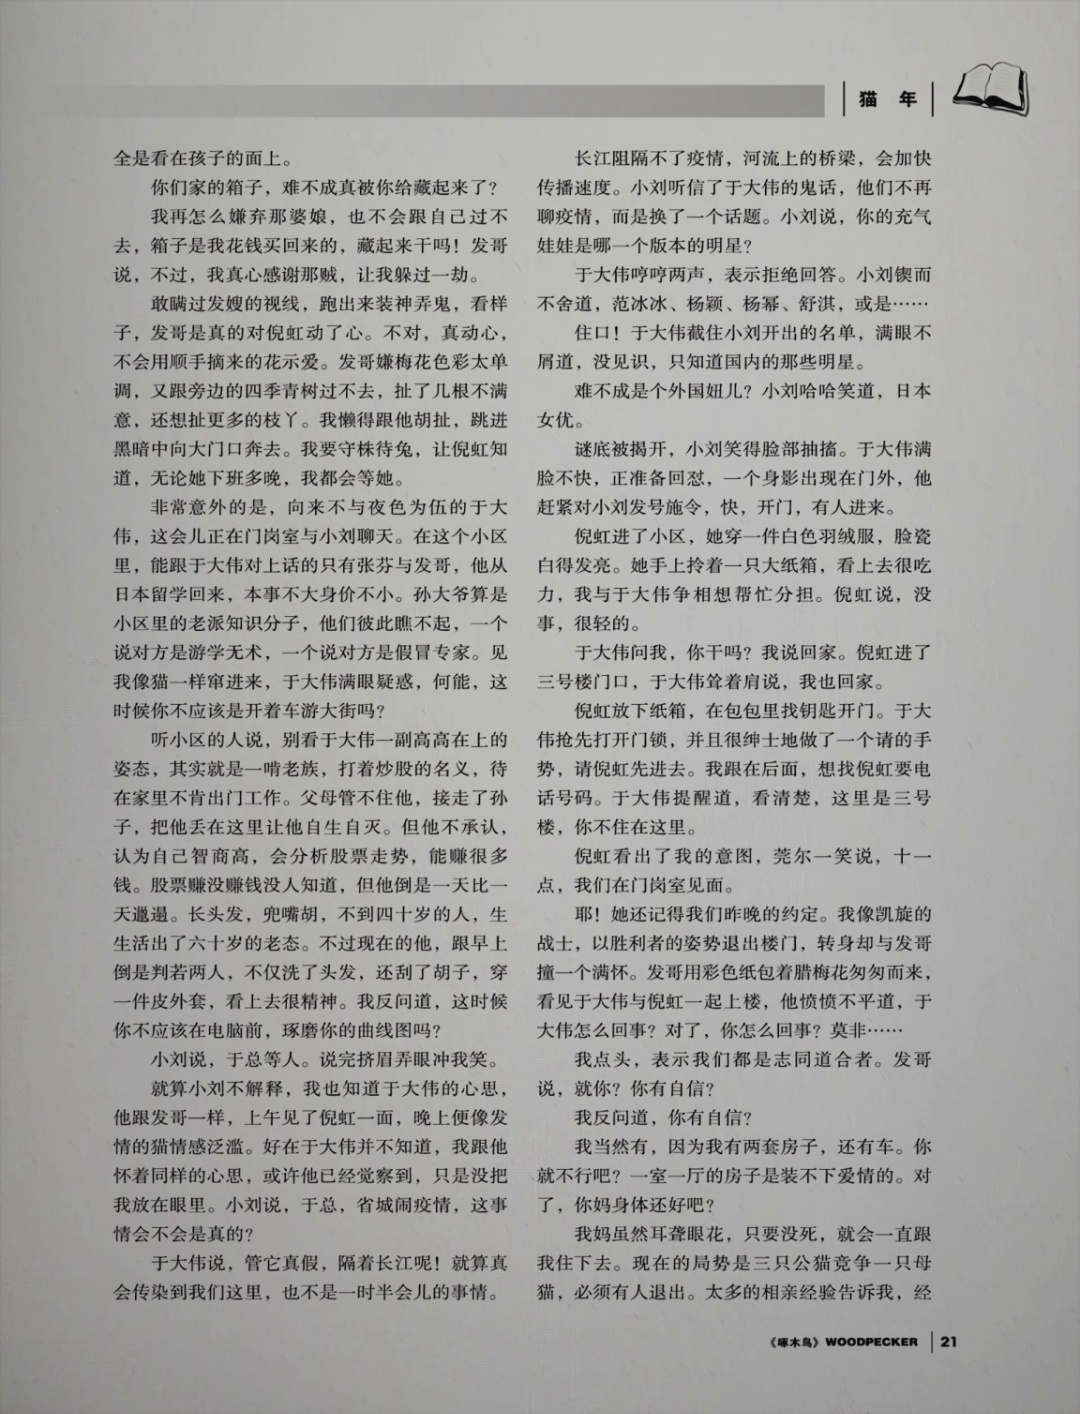 猫 年
全是看在孩子的面上。
你们家的箱子，难不成真被你给藏起来了？
我再怎么嫌弃那婆娘，也不会跟自己过不
去，箱子是我花钱买回来的，藏起来干吗！发哥
说，不过，我真心感谢那贼，让我躲过一劫。
敢瞒过发嫂的视线，跑出来装神弄鬼，看样
子，发哥是真的对倪虹动了心。不对，真动心，
不会用顺手摘来的花示爱。发哥嫌梅花色彩太单
调，又跟旁边的四季青树过不去，扯了几根不满
意，还想扯更多的枝丫。我懒得跟他胡扯，跳进
黑暗中向大门口奔去。我要守株待兔，让倪虹知
道，无论她下班多晚，我都会等她。
非常意外的是，向来不与夜色为伍的于大
伟，这会儿正在门岗室与小刘聊天。在这个小区
里，能跟于大伟对上话的只有张芬与发哥，他从
日本留学回来，本事不大身价不小。孙大爷算是
小区里的老派知识分子，他们彼此瞧不起，一个
说对方是游学无术，一个说对方是假冒专家。见
我像猫一样窜进来，于大伟满眼疑惑，何能，这
时候你不应该是开着车游大街吗？
听小区的人说，别看于大伟一副高高在上的
姿态，其实就是一啃老族，打着炒股的名义，待
在家里不肯出门工作。父母管不住他，接走了孙
子，把他丢在这里让他自生自灭。但他不承认，
认为自己智商高，会分析股票走势，能赚很多
钱。股票赚没赚钱没人知道，但他倒是一天比一
天邋遢。长头发，兜嘴胡，不到四十岁的人，生
生活出了六十岁的老态。不过现在的他，跟早上
倒是判若两人，不仅洗了头发，还刮了胡子，穿
一件皮外套，看上去很精神。我反问道，这时候
你不应该在电脑前，琢磨你的曲线图吗？
小刘说，于总等人。说完挤眉弄眼冲我笑。
就算小刘不解释，我也知道于大伟的心思，
他跟发哥一样，上午见了倪虹一面，晚上便像发
情的猫情感泛滥。好在于大伟并不知道，我跟他
怀着同样的心思，或许他已经觉察到，只是没把
我放在眼里。小刘说，于总，省城闹疫情，这事
情会不会是真的？
于大伟说，管它真假，隔着长江呢！就算真
会传染到我们这里，也不是一时半会儿的事情。
长江阻隔不了疫情，河流上的桥梁，会加快
传播速度。小刘听信了于大伟的鬼话，他们不再
聊疫情，而是换了一个话题。小刘说，你的充气
娃娃是哪一个版本的明星？
于大伟哼哼两声，表示拒绝回答。小刘锲而
不舍道，范冰冰、杨颖、杨幂、舒淇，或是……
住口！于大伟截住小刘开出的名单，满眼不
屑道，没见识，只知道国内的那些明星。
难不成是个外国妞儿？小刘哈哈笑道，日本
女优。
谜底被揭开，小刘笑得脸部抽搐。于大伟满
脸不快，正准备回怼，一个身影出现在门外，他
赶紧对小刘发号施令，快，开门，有人进来。
倪虹进了小区，她穿一件白色羽绒服，脸瓷
白得发亮。她手上拎着一只大纸箱，看上去很吃
力，我与于大伟争相想帮忙分担。倪虹说，没
事，很轻的。
于大伟问我，你干吗？我说回家。倪虹进了
三号楼门口，于大伟耸着肩说，我也回家。
倪虹放下纸箱，在包包里找钥匙开门。于大
伟抢先打开门锁，并且很绅士地做了一个请的手
势，请倪虹先进去。我跟在后面，想找倪虹要电
话号码。于大伟提醒道，看清楚，这里是三号
楼，你不住在这里。
倪虹看出了我的意图，莞尔一笑说，十一
点，我们在门岗室见面。
耶！她还记得我们昨晚的约定。我像凯旋的
战士，以胜利者的姿势退出楼门，转身却与发哥
撞一个满怀。发哥用彩色纸包着腊梅花匆匆而来，
看见于大伟与倪虹一起上楼，他愤愤不平道，于
大伟怎么回事？对了，你怎么回事？莫非……
我点头，表示我们都是志同道合者。发哥
说，就你？你有自信？
我反问道，你有自信？
我当然有，因为我有两套房子，还有车。你
就不行吧？一室一厅的房子是装不下爱情的。对
了，你妈身体还好吧？
我妈虽然耳聋眼花，只要没死，就会一直跟
我住下去。现在的局势是三只公猫竞争一只母
猫，必须有人退出。太多的相亲经验告诉我，经
《啄木鸟》WOODPECKER 21